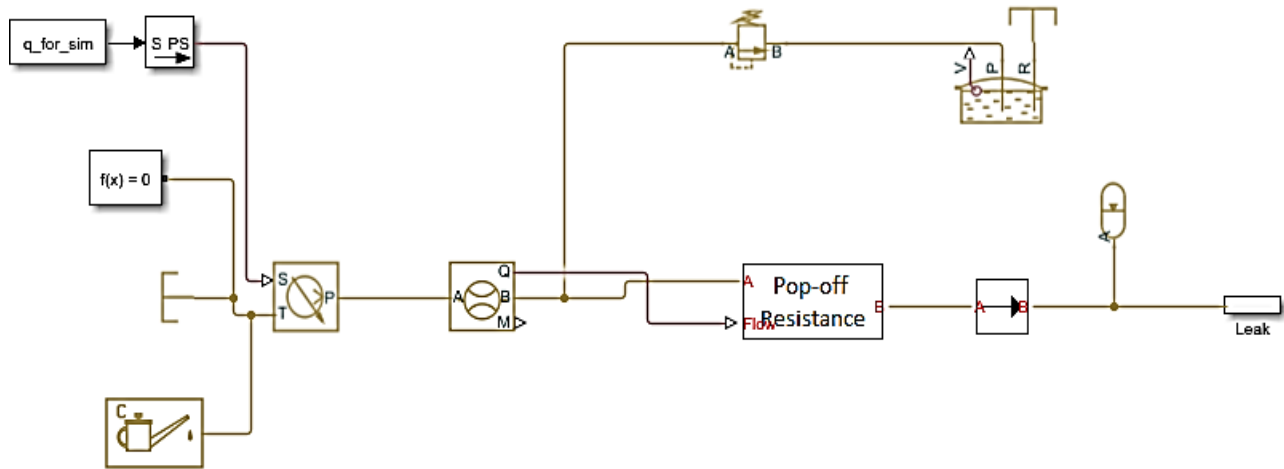 q_for_sim
S PS
A
B
V
P
R
f(x) = 0
S
T
P
A
Q
B
M
A
Flow
Pop-off
Resistance
B
A
B
A
Leak
C